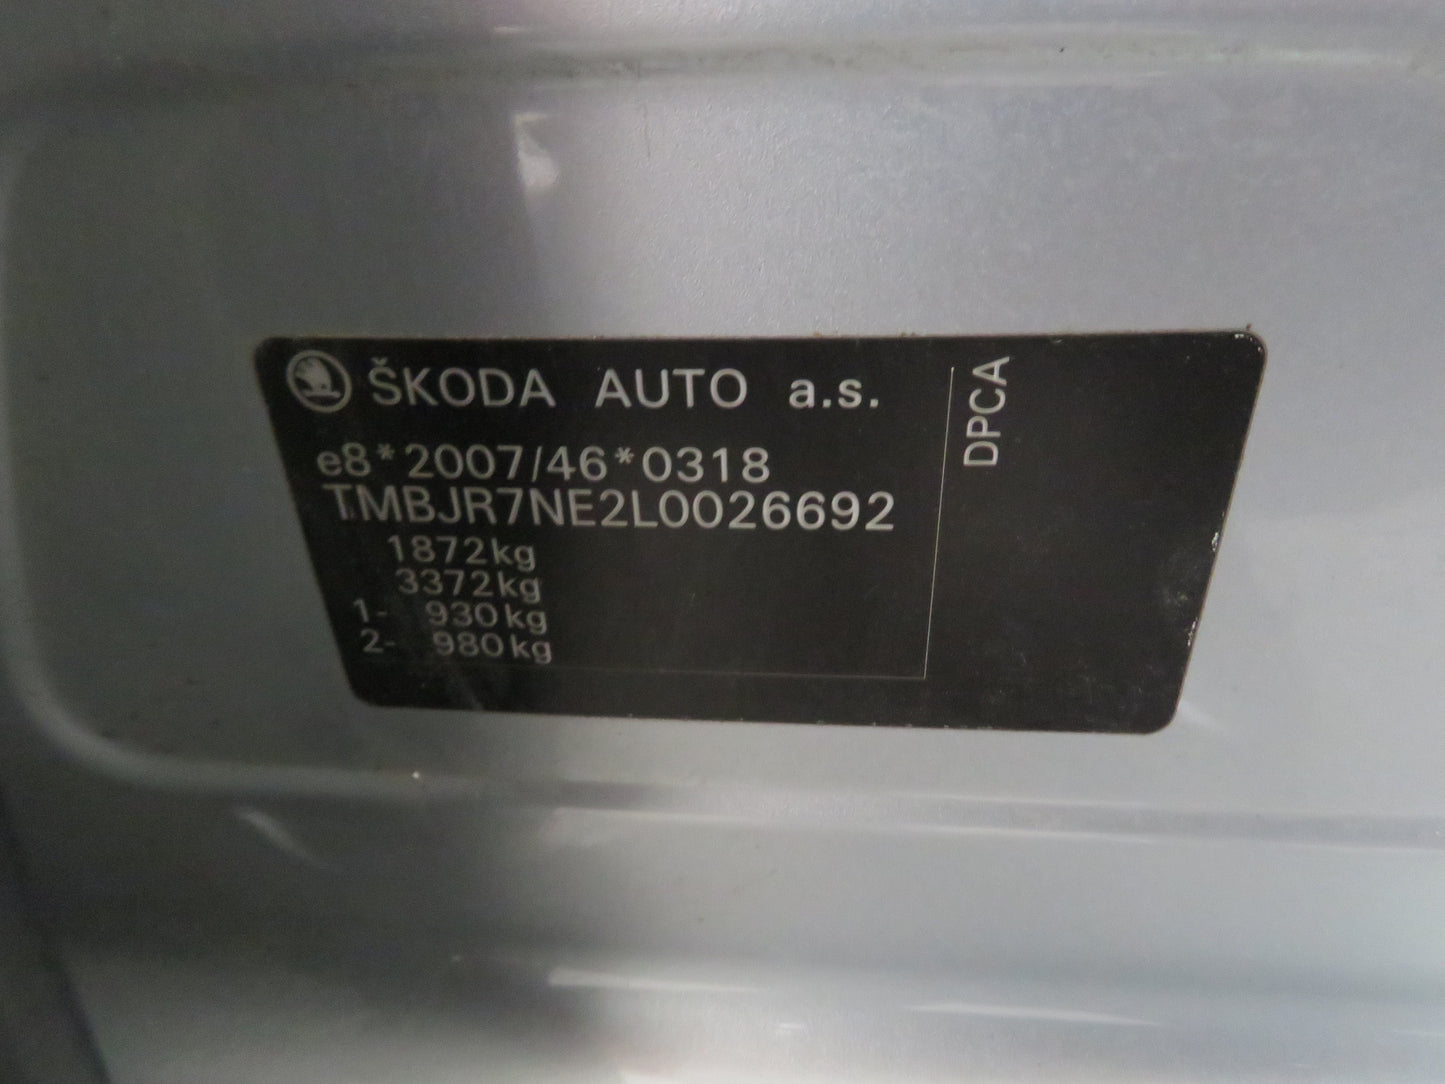 ŠKODA AUTO a.s.
e8*2007/46*0318
TMBJR7NE2L0026692
1872kg
3372kg
1- 930kg
2- 980kg
DPCA